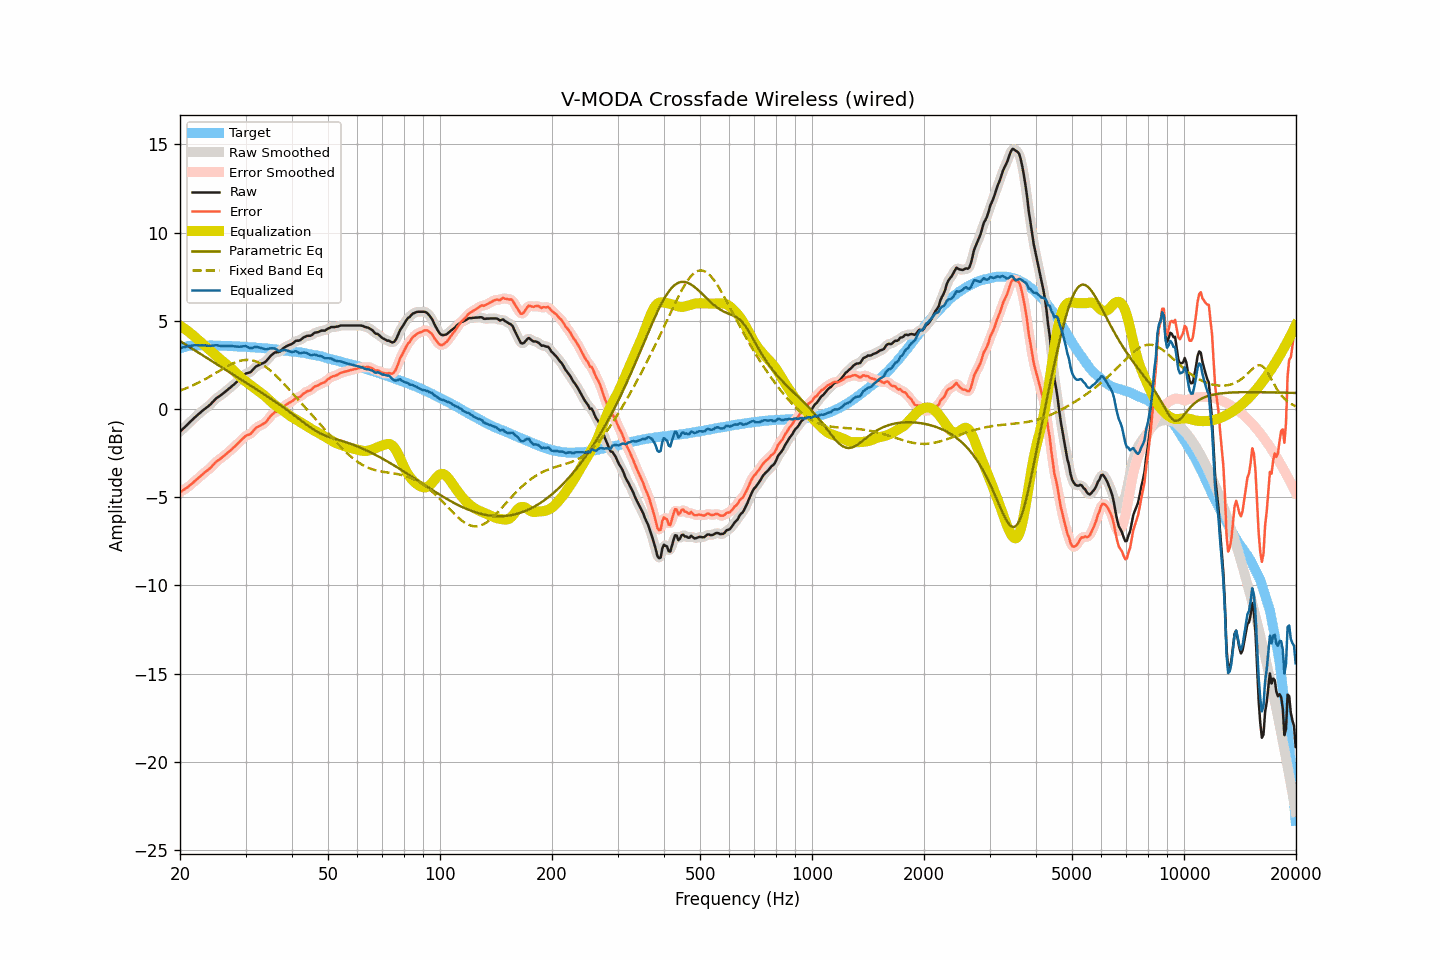 V-MODA Crossfade Wireless (wired)
Target
Raw Smoothed
Error Smoothed
Raw
Error
Equalization
Parametric Eq
Fixed Band Eq
Equalized
15
10
5
0
−5
−10
−15
−20
−25
Amplitude (dBr)
20 50 100 200 500 1000 2000 5000 10000 20000
Frequency (Hz)